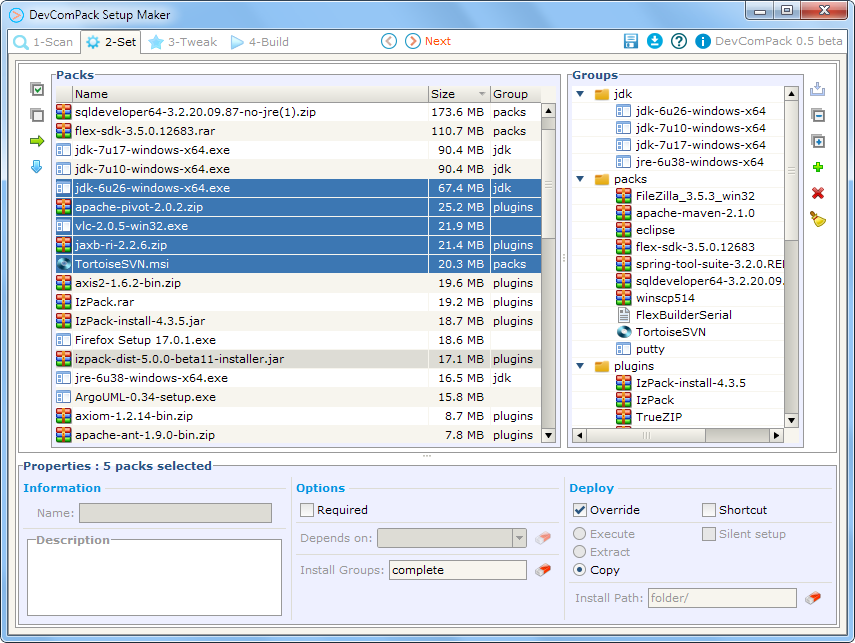 DevComPack Setup Maker
1-Scan 2-Set 3-Tweak 4-Build Next DevComPack 0.5 beta
Packs
Name Size Group
sqldeveloper64-3.2.20.09.87-no-jre(1).zip 173.6 MB packs
flex-sdk-3.5.0.12683.rar 110.7 MB packs
jdk-7u17-windows-x64.exe 90.4 MB jdk
jdk-7u10-windows-x64.exe 90.4 MB jdk
jdk-6u26-windows-x64.exe 67.4 MB jdk
apache-pivot-2.0.2.zip 25.2 MB plugins
vlc-2.0.5-win32.exe 21.9 MB
jaxb-ri-2.2.6.zip 21.4 MB plugins
TortoiseSVN.msi 20.3 MB packs
axis2-1.6.2-bin.zip 19.6 MB plugins
IzPack.rar 19.2 MB plugins
IzPack-install-4.3.5.jar 18.7 MB plugins
Firefox Setup 17.0.1.exe 18.6 MB
izpack-dist-5.0.0-beta11-installer.jar 17.1 MB plugins
jre-6u38-windows-x64.exe 16.5 MB jdk
ArgoUML-0.34-setup.exe 15.8 MB
axiom-1.2.14-bin.zip 8.7 MB plugins
apache-ant-1.9.0-bin.zip 7.8 MB plugins
Groups
jdk
jdk-6u26-windows-x64
jdk-7u10-windows-x64
jdk-7u17-windows-x64
jre-6u38-windows-x64
packs
FileZilla_3.5.3_win32
apache-maven-2.1.0
eclipse
flex-sdk-3.5.0.12683
spring-tool-suite-3.2.0.REL
sqldeveloper64-3.2.20.09.
winscp514
FlexBuilderSerial
TortoiseSVN
putty
plugins
IzPack-install-4.3.5
IzPack
TrueZIP
Properties : 5 packs selected
Information
Name:
Description
Options
Required
Depends on:
Install Groups: complete
Deploy
Override Shortcut
Execute Silent setup
Extract
Copy
Install Path: folder/